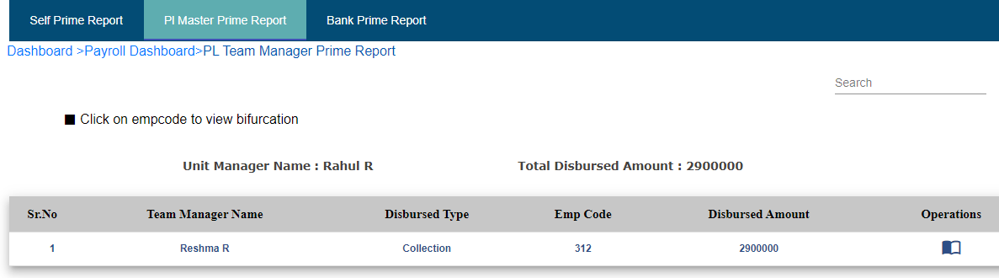 Self Prime Report PI Master Prime Report Bank Prime Report
Dashboard >Payroll Dashboard>PL Team Manager Prime Report
Search
Click on empcode to view bifurcation
Unit Manager Name : Rahul R Total Disbursed Amount : 2900000
Sr.No Team Manager Name Disbursed Type Emp Code Disbursed Amount Operations
1 Reshma R Collection 312 2900000